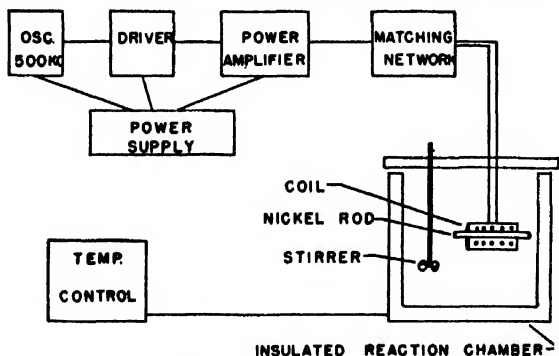 OSC.
500KC
DRIVER
POWER
AMPLIFIER
MATCHING
NETWORK
POWER
SUPPLY
COIL
NICKEL ROD
STIRRER
TEMP.
CONTROL
INSULATED REACTION CHAMBER